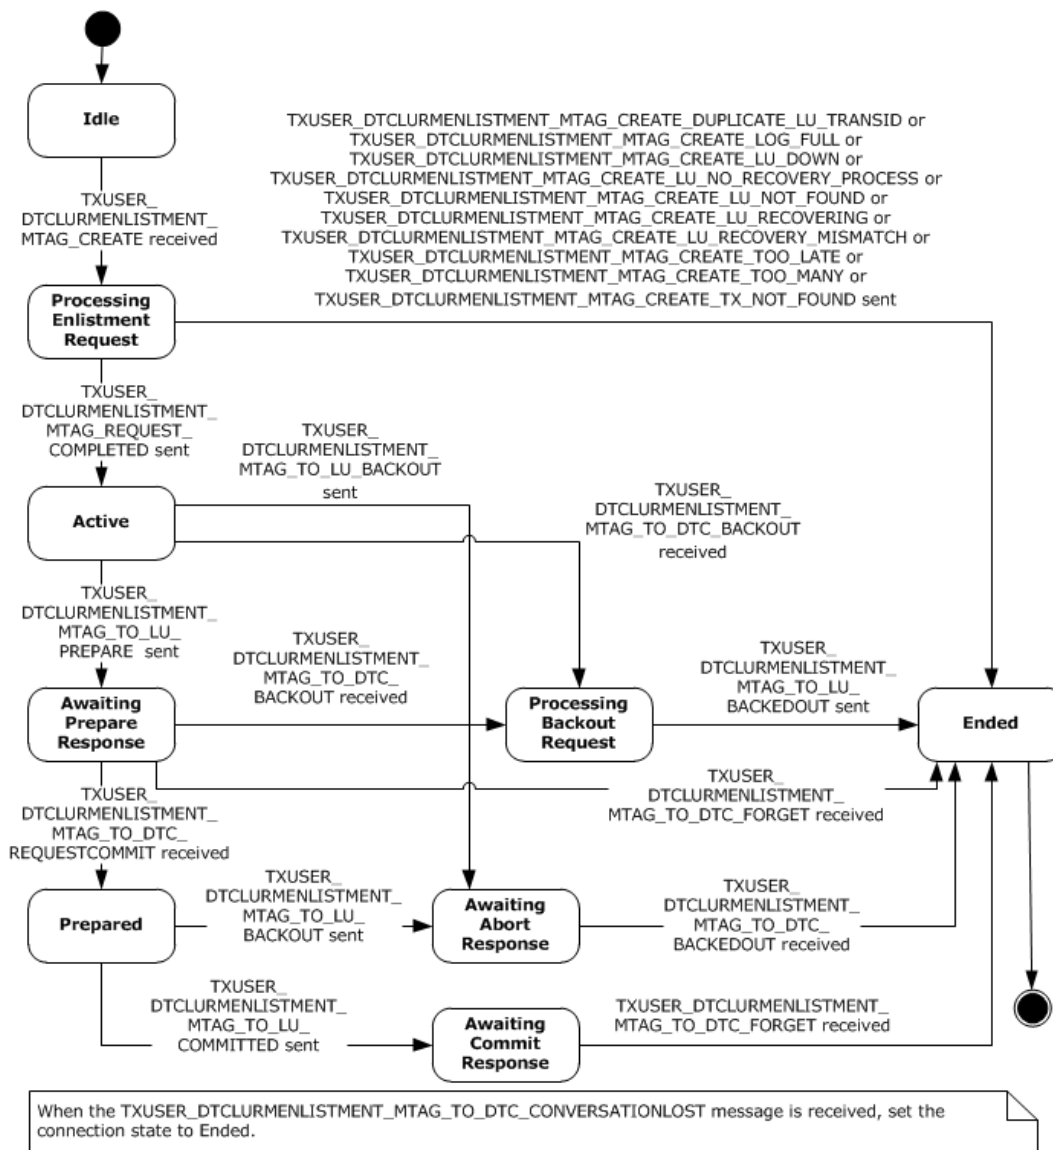 Idle
TXUSER_DTCLURMENLISTMENT_MTAG_CREATE_DUPLICATE_LU_TRANSID or
TXUSER_DTCLURMENLISTMENT_MTAG_CREATE_LOG_FULL or
TXUSER_DTCLURMENLISTMENT_MTAG_CREATE_LU_DOWN or
TXUSER_DTCLURMENLISTMENT_MTAG_CREATE_LU_NO_RECOVERY_PROCESS or
TXUSER_DTCLURMENLISTMENT_MTAG_CREATE_LU_NOT_FOUND or
TXUSER_DTCLURMENLISTMENT_MTAG_CREATE_LU_RECOVERING or
TXUSER_DTCLURMENLISTMENT_MTAG_CREATE_LU_RECOVERY_MISMATCH or
TXUSER_DTCLURMENLISTMENT_MTAG_CREATE_TOO_LATE or
TXUSER_DTCLURMENLISTMENT_MTAG_CREATE_TOO_MANY or
TXUSER_DTCLURMENLISTMENT_MTAG_CREATE_TX_NOT_FOUND sent
TXUSER_
DTCLURMENLISTMENT_
MTAG_CREATE received
Processing
Enlistment
Request
TXUSER_
DTCLURMENLISTMENT_
MTAG_REQUEST_
COMPLETED sent
TXUSER_
DTCLURMENLISTMENT_
MTAG_TO_LU_BACKOUT
sent
Active
TXUSER_
DTCLURMENLISTMENT_
MTAG_TO_DTC_BACKOUT
received
TXUSER_
DTCLURMENLISTMENT_
MTAG_TO_LU_
PREPARE sent
TXUSER_
DTCLURMENLISTMENT_
MTAG_TO_DTC_
BACKOUT received
TXUSER_
DTCLURMENLISTMENT_
MTAG_TO_LU_
BACKEDOUT sent
Awaiting
Prepare
Response
Processing
Backout
Request
Ended
TXUSER_
DTCLURMENLISTMENT_
MTAG_TO_DTC_FORGET received
TXUSER_
DTCLURMENLISTMENT_
MTAG_TO_DTC_
REQUESTCOMMIT received
Prepared
TXUSER_
DTCLURMENLISTMENT_
MTAG_TO_LU_
BACKOUT sent
Awaiting
Abort
Response
TXUSER_
DTCLURMENLISTMENT_
MTAG_TO_DTC_
BACKEDOUT received
TXUSER_
DTCLURMENLISTMENT_
MTAG_TO_LU_
COMMITTED sent
Awaiting
Commit
Response
TXUSER_DTCLURMENLISTMENT_
MTAG_TO_DTC_FORGET received
When the TXUSER_DTCLURMENLISTMENT_MTAG_TO_DTC_CONVERSATIONLOST message is received, set the
connection state to Ended.